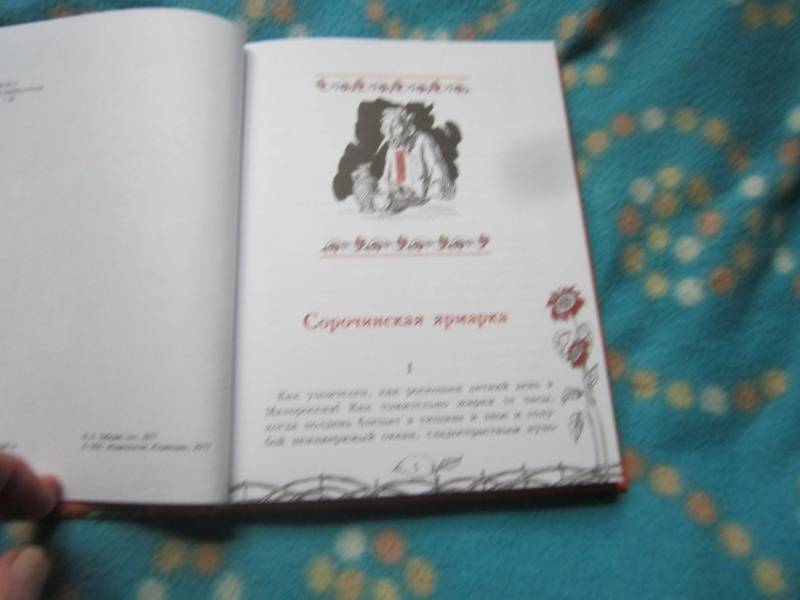 Сорочинская ярмарка
I
Как упоителен, как роскошен летний день в
Малороссии! Как томительно жарки те часы,
когда полдень блещет в тишине и зное и голу-
бой неизмеримый океан, сладострастным купо-
5